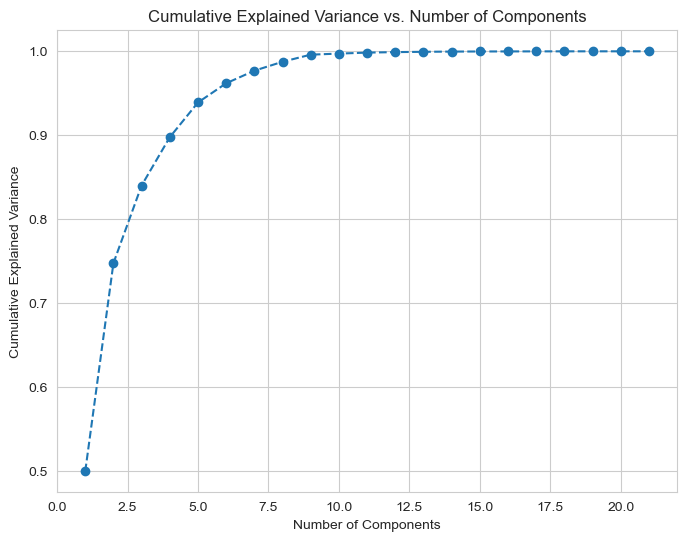 Cumulative Explained Variance vs. Number of Components
Cumulative Explained Variance
1.0
0.9
0.8
0.7
0.6
0.5
0.0 2.5 5.0 7.5 10.0 12.5 15.0 17.5 20.0
Number of Components